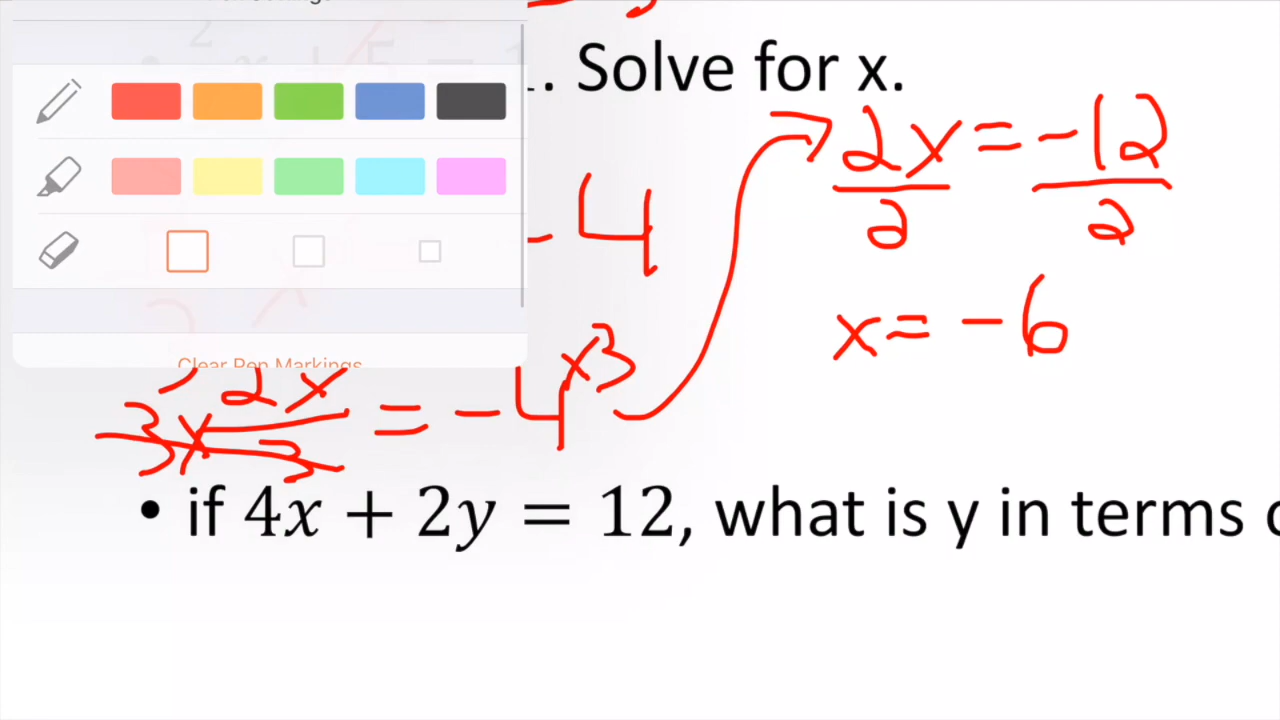 . Solve for x.
2x = -12
2 2
- 4
x = - 6
Clear Pen Markings
2x = -4 x3
3x 3
• if 4x + 2y = 12, what is y in terms